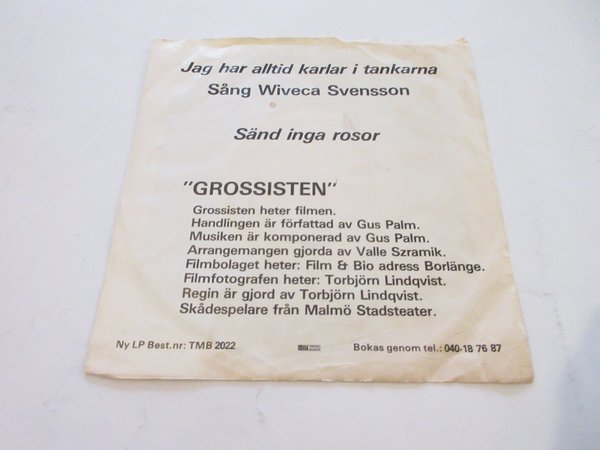 Jag har alltid karlar i tankarna
Sång Wiveca Svensson
Sänd inga rosor
"GROSSISTEN"
Grossisten heter filmen.
Handlingen är författad av Gus Palm.
Musiken är komponerad av Gus Palm.
Arrangemangen gjorda av Valle Szramik.
Filmbolaget heter: Film & Bio adress Borlänge.
Filmfotografen heter: Torbjörn Lindqvist.
Regin är gjord av Torbjörn Lindqvist.
Skådespelare från Malmö Stadsteater.
Ny LP Best.nr: TMB 2022
Bokas genom tel.: 040-18 76 87